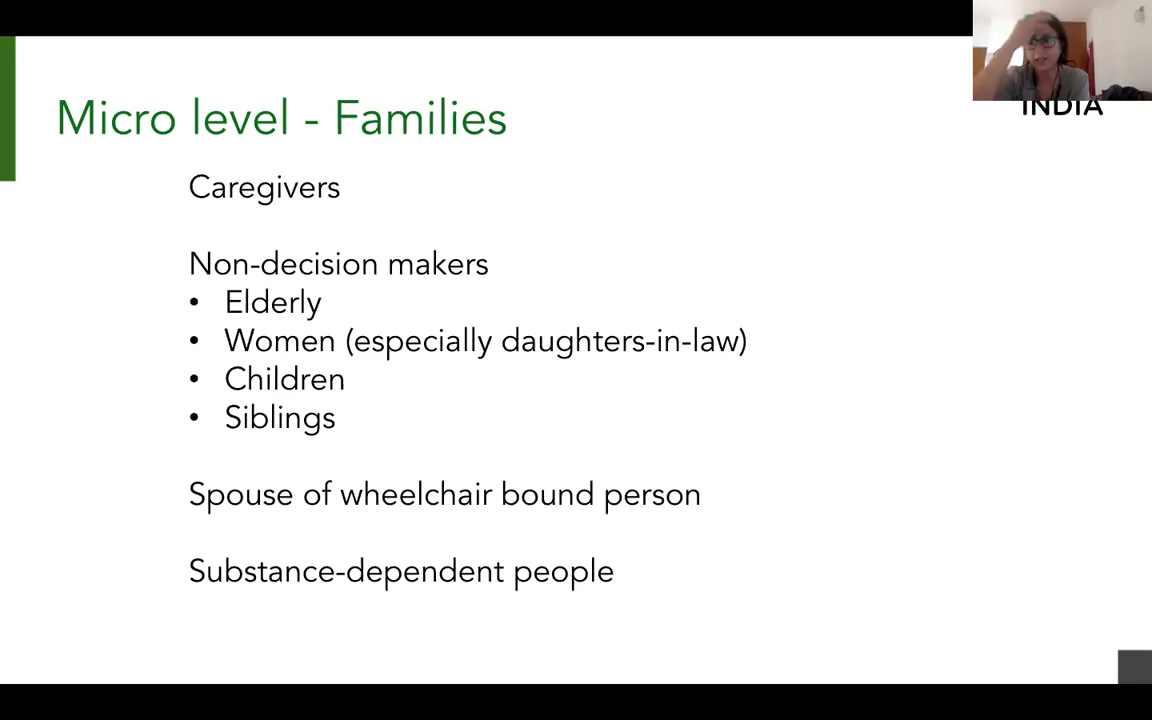 INDIA
Micro level - Families
Caregivers
Non-decision makers
• Elderly
• Women (especially daughters-in-law)
• Children
• Siblings
Spouse of wheelchair bound person
Substance-dependent people